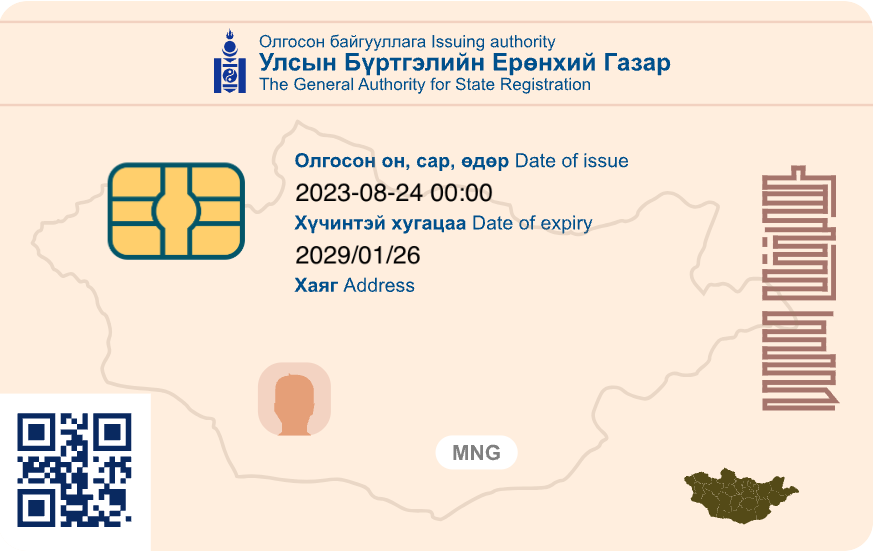 Олгосон байгууллага Issuing authority
Улсын Бүртгэлийн Ерөнхий Газар
The General Authority for State Registration
Олгосон он, сар, өдөр Date of issue
2023-08-24 00:00
Хүчинтэй хугацаа Date of expiry
2029/01/26
Хаяг Address
MNG